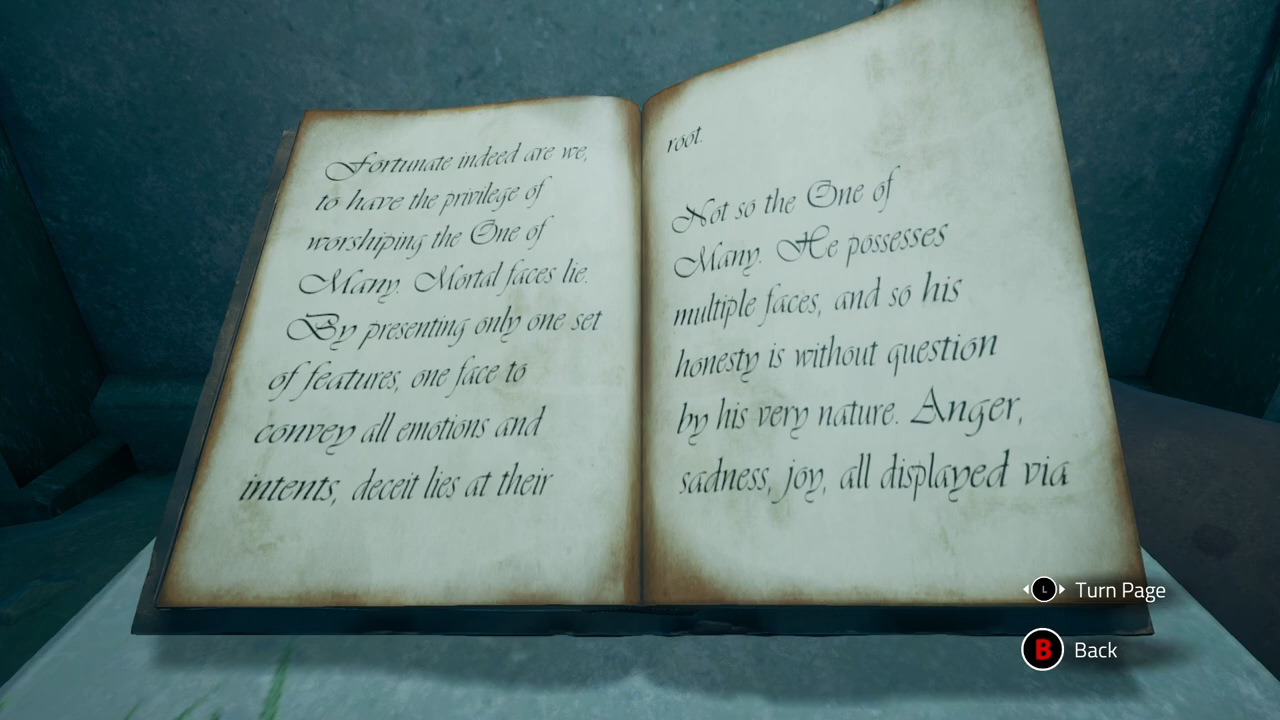 Fortunate indeed are we,
to have the privilege of
worshiping the One of
Many. Mortal faces lie.
By presenting only one set
of features, one face to
convey all emotions and
intents, deceit lies at their
root.
Not so the One of
Many. He possesses
multiple faces, and so his
honesty is without question
by his very nature. Anger,
sadness, joy, all displayed via
L Turn Page
B Back